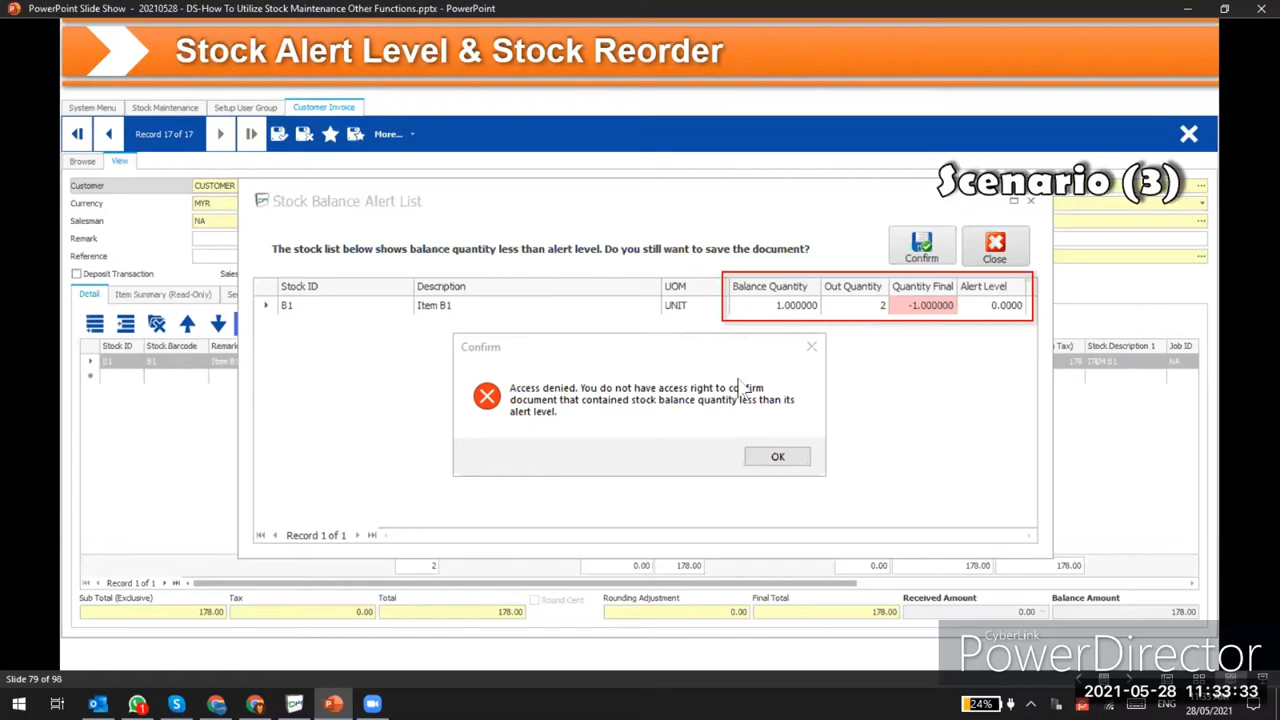 PowerPoint Slide Show - 20210528 - DS-How To Utilize Stock Maintenance Other Functions.pptx - PowerPoint
Stock Alert Level & Stock Reorder
System Menu Stock Maintenance Setup User Group Customer Invoice
Record 17 of 17 More...
Browse View
Scenario (3)
Customer CUSTOMER
Currency MYR
Salesman NA
Remark
Reference
Deposit Transaction
Stock Balance Alert List
The stock list below shows balance quantity less than alert level. Do you still want to save the document?
Confirm Close
Detail Item Summary (Read-Only)
Stock ID Description UOM Balance Quantity Out Quantity Quantity Final Alert Level
B1 Item B1 UNIT 1.000000 2 -1.000000 0.0000
Stock ID Stock Barcode Tax) Stock Description 1 Job ID
B1 Item B 178 ITEM B1 NA
Confirm
Access denied. You do not have access right to confirm
document that contained stock balance quantity less than its
alert level.
OK
Record 1 of 1
2 0.00 178.00 0.00 178.00 178.00
Record 1 of 1
Sub Total (Exclusive) Tax Total Round Cent Rounding Adjustment Final Total Received Amount Balance Amount
178.00 0.00 178.00 0.00 178.00 0.00 178.00
CyberLink
PowerDirector
Slide 79 of 98
2021-05-28 11:33:33
24% ENG 28/05/2021